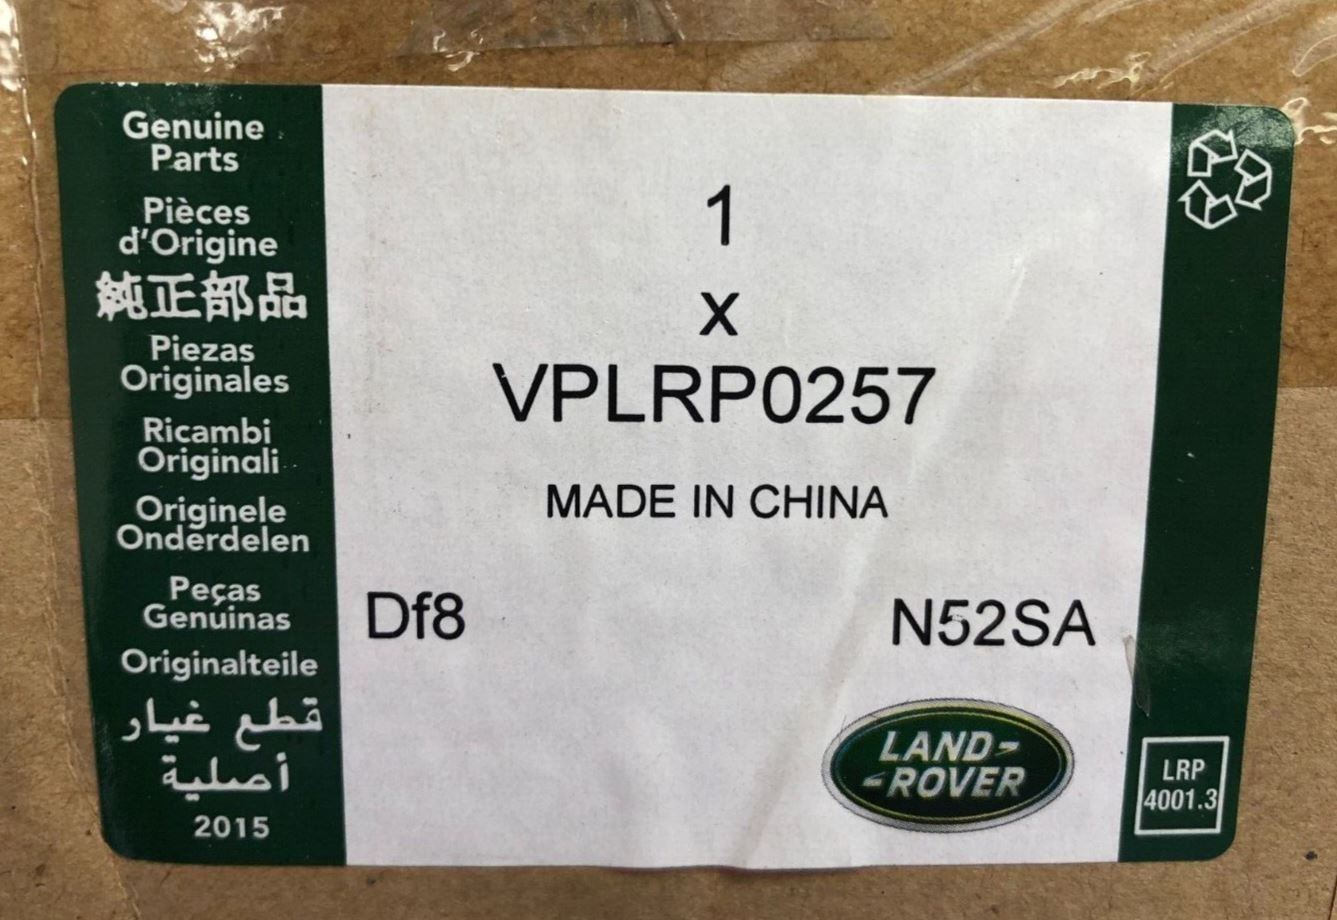 Genuine
Parts
Pièces
d'Origine
純正部品
Piezas
Originales
Ricambi
Originali
Originele
Onderdelen
Peças
Genuinas
Originalteile
قطع غيار
أصلية
2015
1
x
VPLRP0257
MADE IN CHINA
Df8
N52SA
LAND-
-ROVER
LRP
4001.3